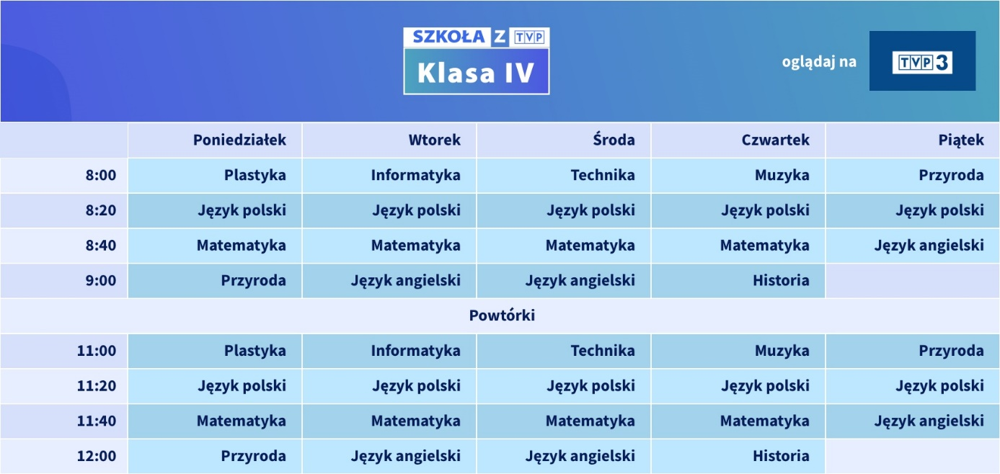 SZKOŁA Z TVP
Klasa IV
oglądaj na TVP 3
Poniedziałek Wtorek Środa Czwartek Piątek
8:00 Plastyka Informatyka Technika Muzyka Przyroda
8:20 Język polski Język polski Język polski Język polski Język polski
8:40 Matematyka Matematyka Matematyka Matematyka Język angielski
9:00 Przyroda Język angielski Język angielski Historia
Powtórki
11:00 Plastyka Informatyka Technika Muzyka Przyroda
11:20 Język polski Język polski Język polski Język polski Język polski
11:40 Matematyka Matematyka Matematyka Matematyka Język angielski
12:00 Przyroda Język angielski Język angielski Historia